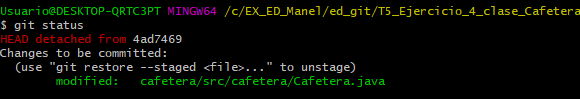 Usuario@DESKTOP-QRTC3PT MINGW64 /c/EX_ED_Manel/ed_git/T5_Ejercicio_4_clase_Cafetera
$ git status
HEAD detached from 4ad7469
Changes to be committed:
  (use "git restore --staged <file>..." to unstage)
        modified:   cafetera/src/cafetera/Cafetera.java